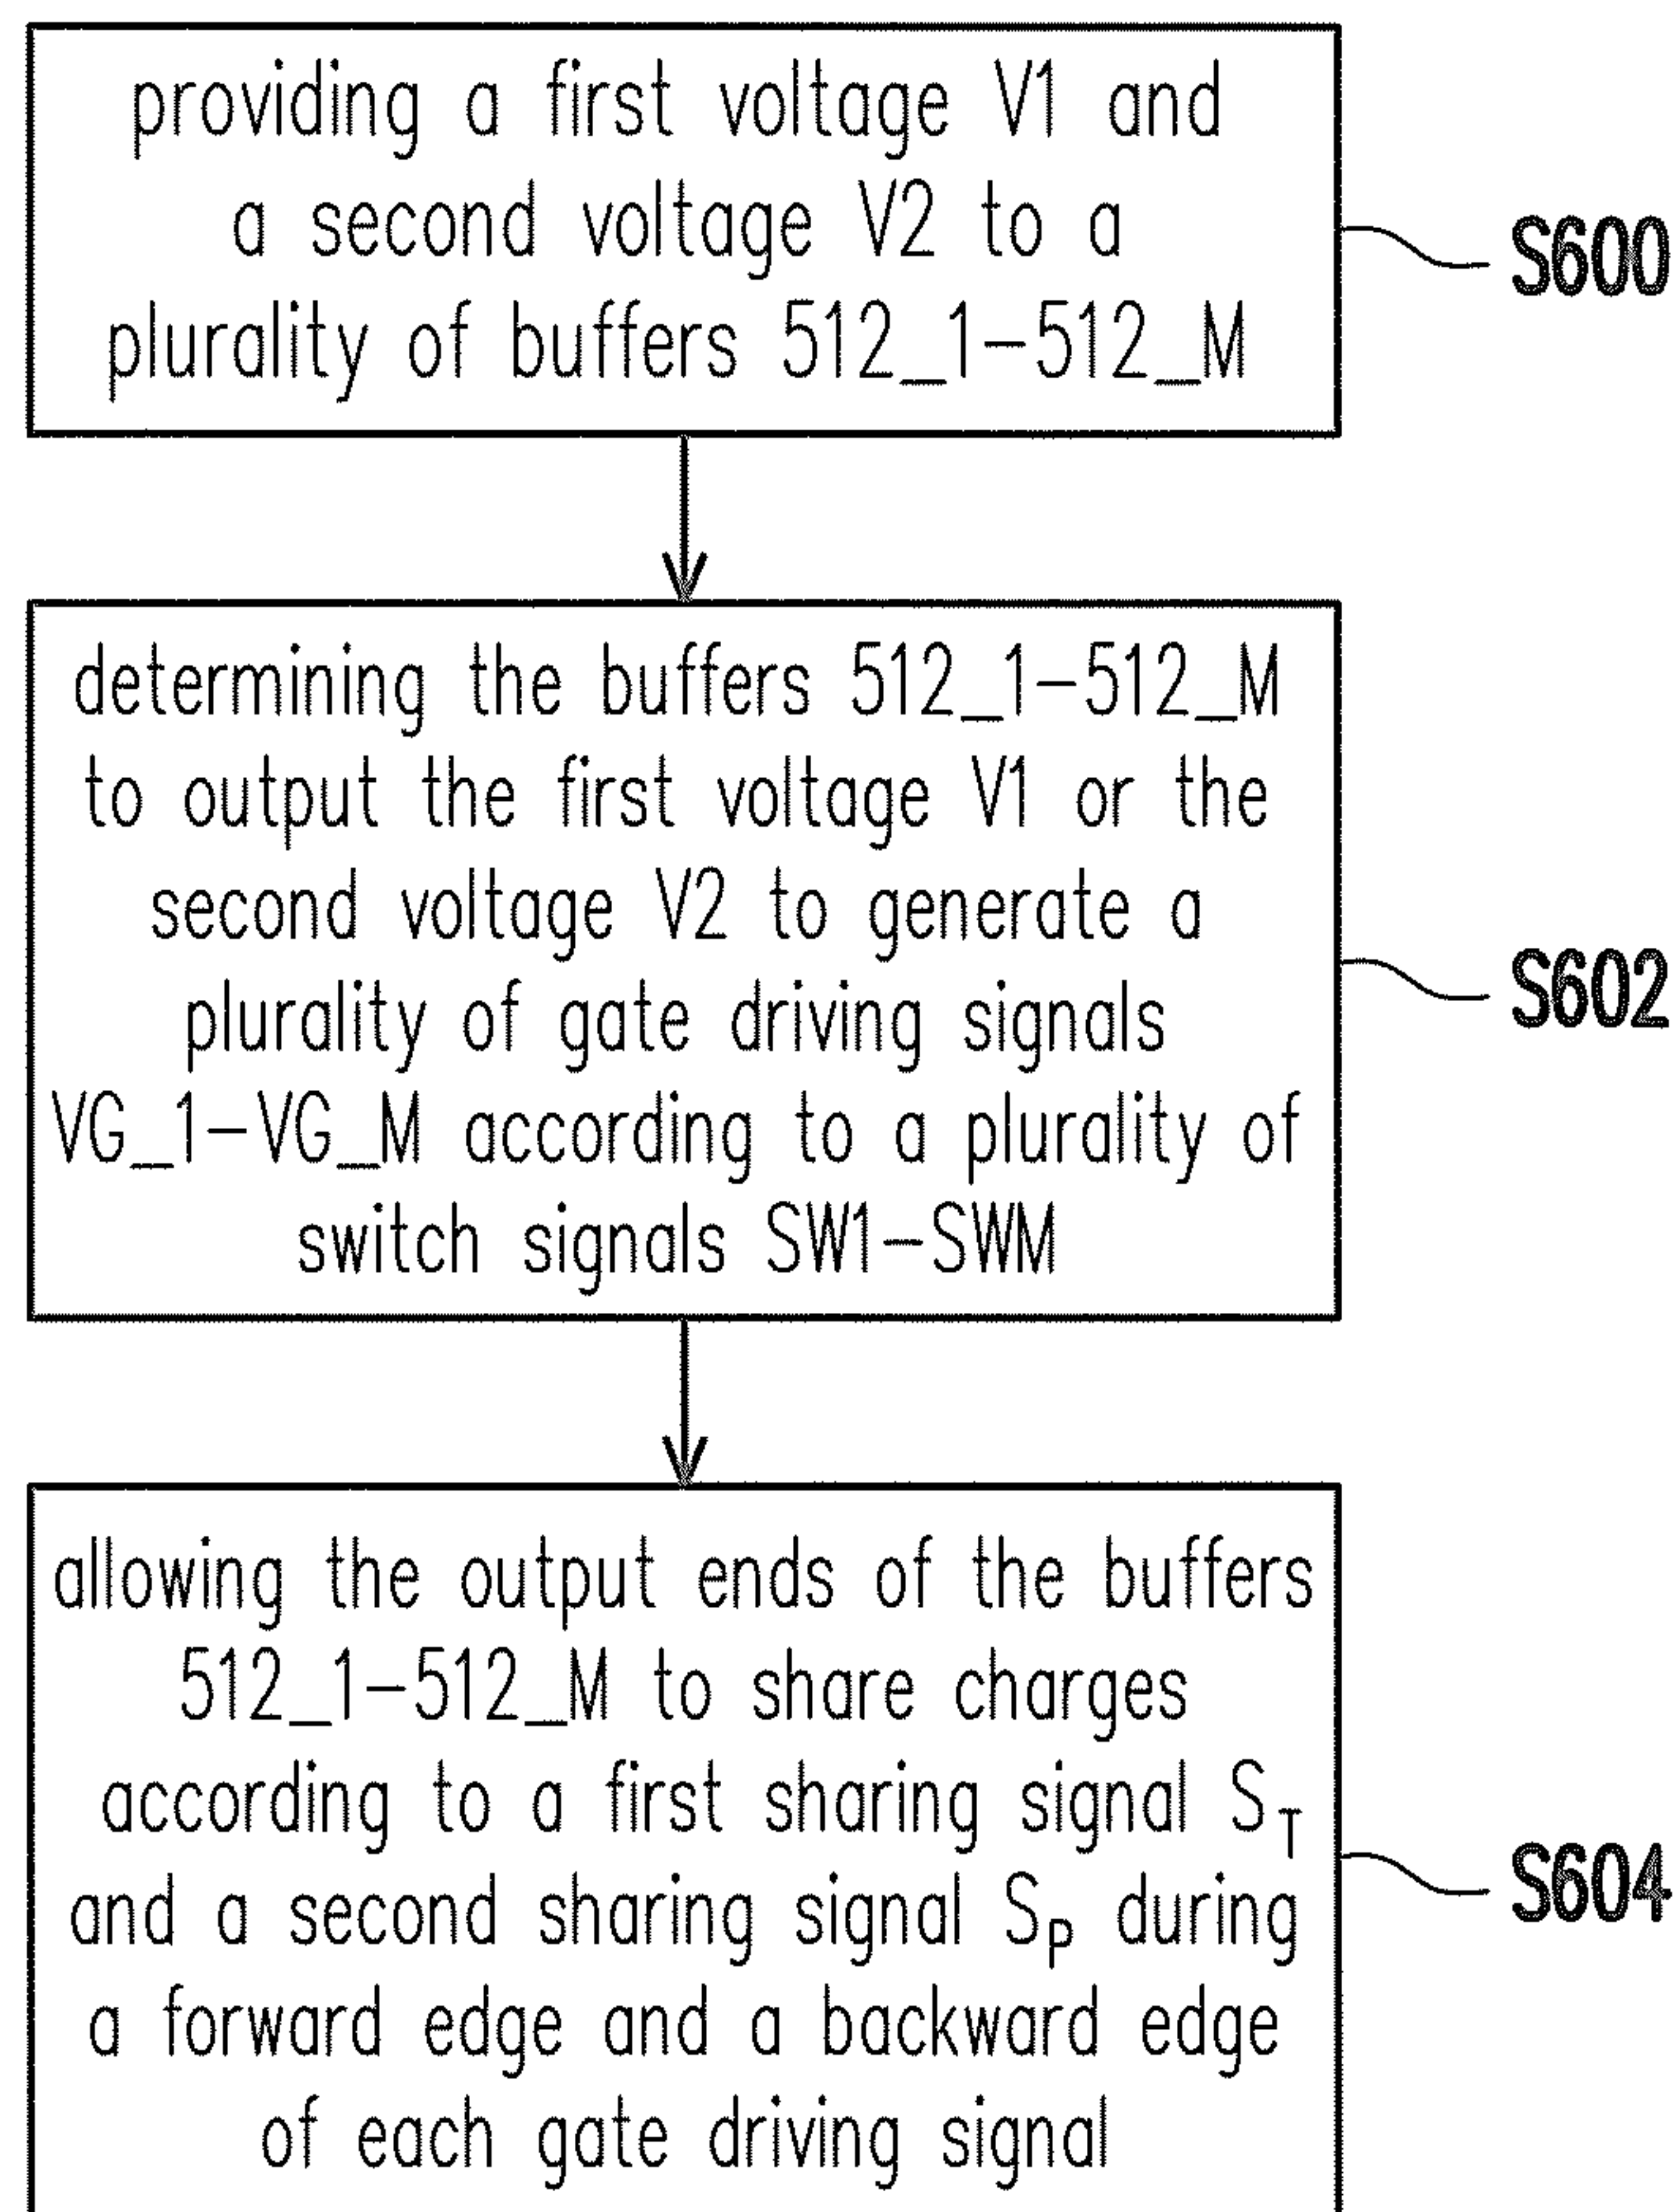 providing a first voltage V1 and
a second voltage V2 to a
plurality of buffers 512_1-512_M
S600
determining the buffers 512_1-512_M
to output the first voltage V1 or the
second voltage V2 to generate a
plurality of gate driving signals
VG_1-VG_M according to a plurality of
switch signals SW1-SWM
S602
allowing the output ends of the buffers
512_1-512_M to share charges
according to a first sharing signal S_T
and a second sharing signal S_P during
a forward edge and a backward edge
of each gate driving signal
S604